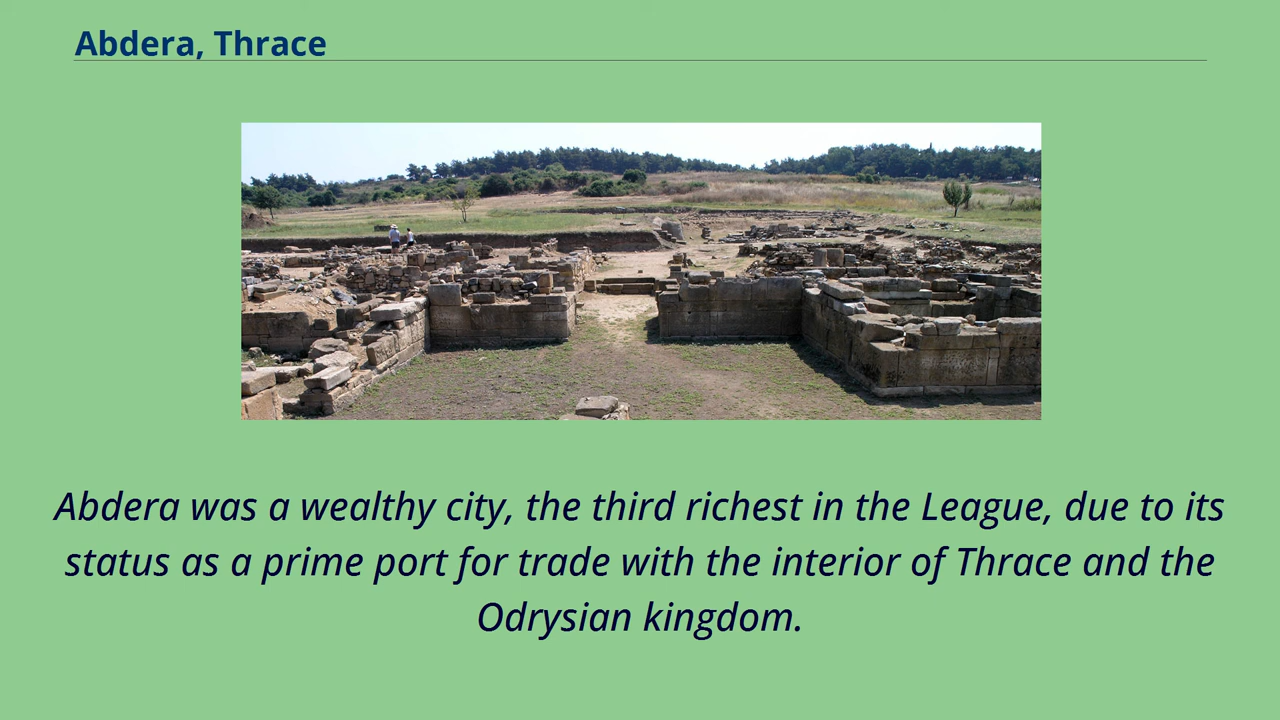 Abdera, Thrace
Abdera was a wealthy city, the third richest in the League, due to its
status as a prime port for trade with the interior of Thrace and the
Odrysian kingdom.